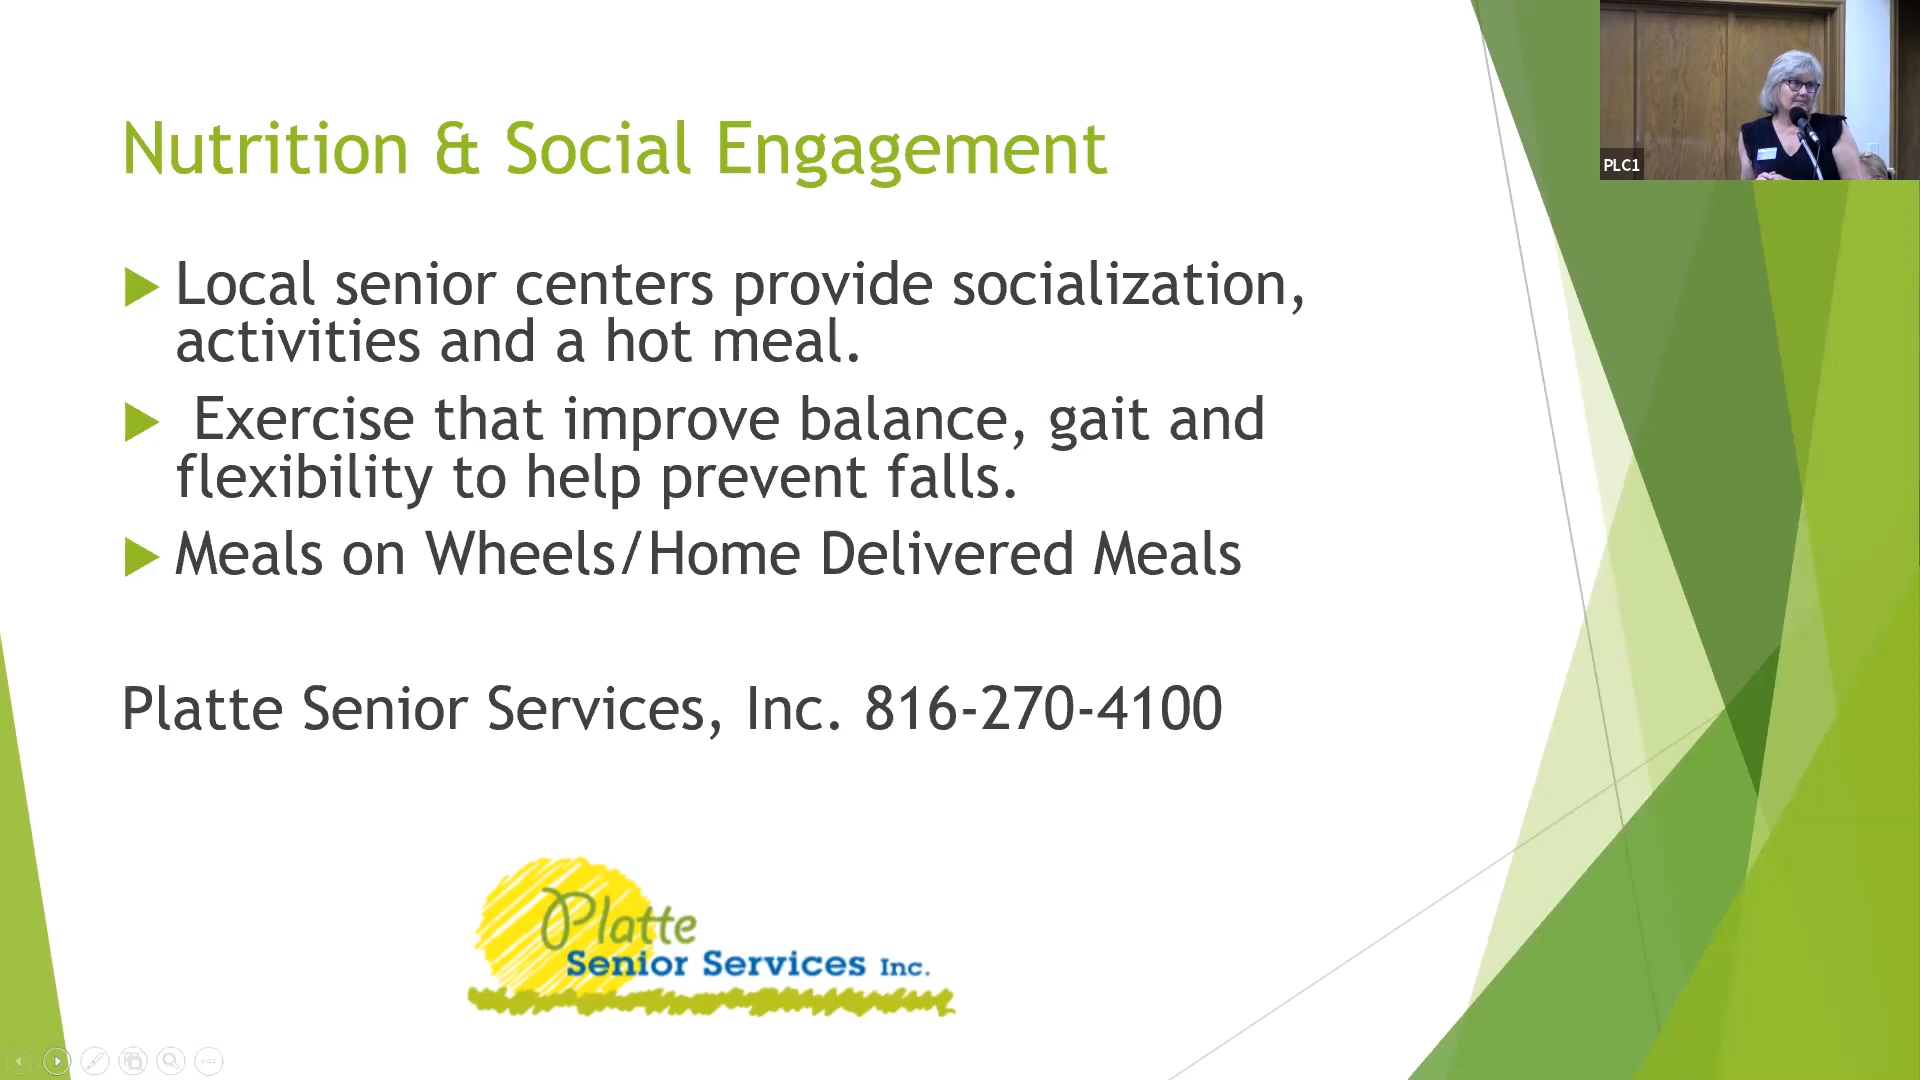 PLC1
Nutrition & Social Engagement
Local senior centers provide socialization,
activities and a hot meal.
Exercise that improve balance, gait and
flexibility to help prevent falls.
Meals on Wheels/Home Delivered Meals
Platte Senior Services, Inc. 816-270-4100
Platte
Senior Services Inc.